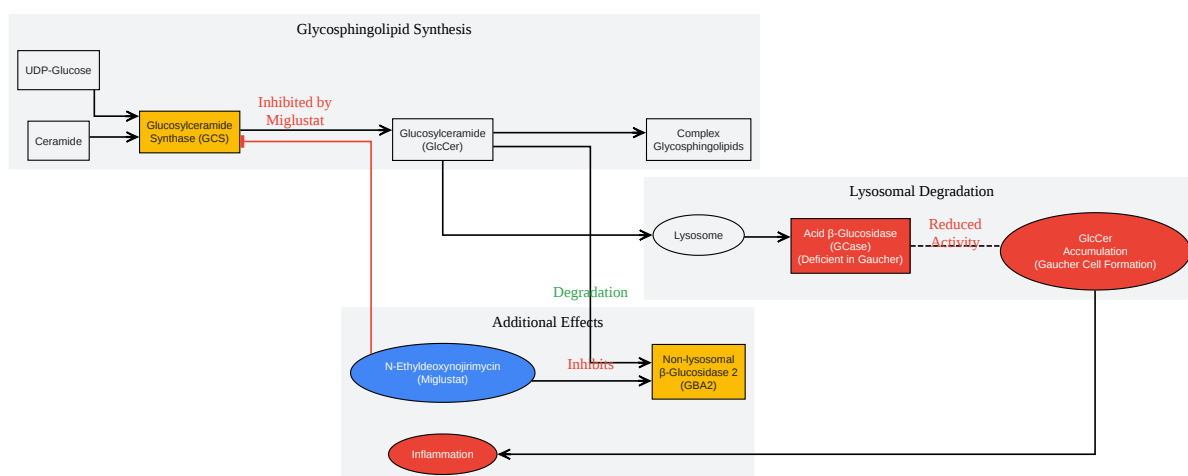 Glycosphingolipid Synthesis
UDP-Glucose
Ceramide
Glucosylceramide
Synthase (GCS)
Inhibited by
Miglustat
Glucosylceramide
(GlcCer)
Complex
Glycosphingolipids
Lysosomal Degradation
Lysosome
Acid β-Glucosidase
(GCase)
(Deficient in Gaucher)
Reduced
Activity
GlcCer
Accumulation
(Gaucher Cell Formation)
Degradation
Additional Effects
N-Ethyldeoxynojirimycin
(Miglustat)
Inhibits
Non-lysosomal
β-Glucosidase 2
(GBA2)
Inflammation